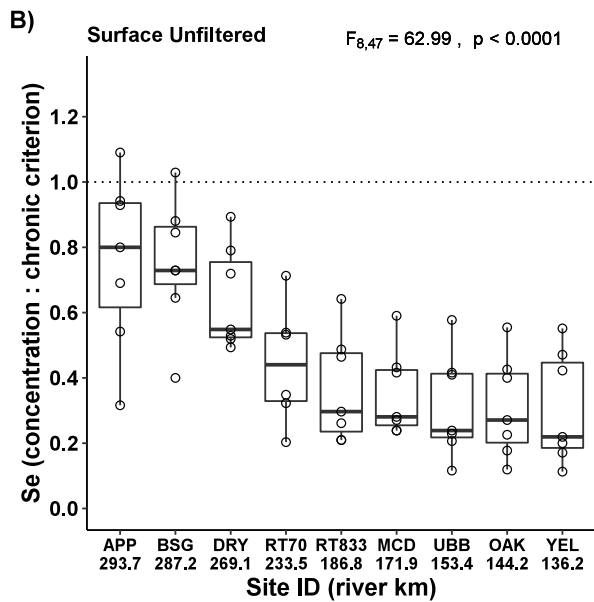 B)
Surface Unfiltered
F8,47 = 62.99 , p < 0.0001
Se (concentration : chronic criterion)
1.2
1.0
0.8
0.6
0.4
0.2
0.0
APP BSG DRY RT70 RT833 MCD UBB OAK YEL
293.7 287.2 269.1 233.5 186.8 171.9 153.4 144.2 136.2
Site ID (river km)